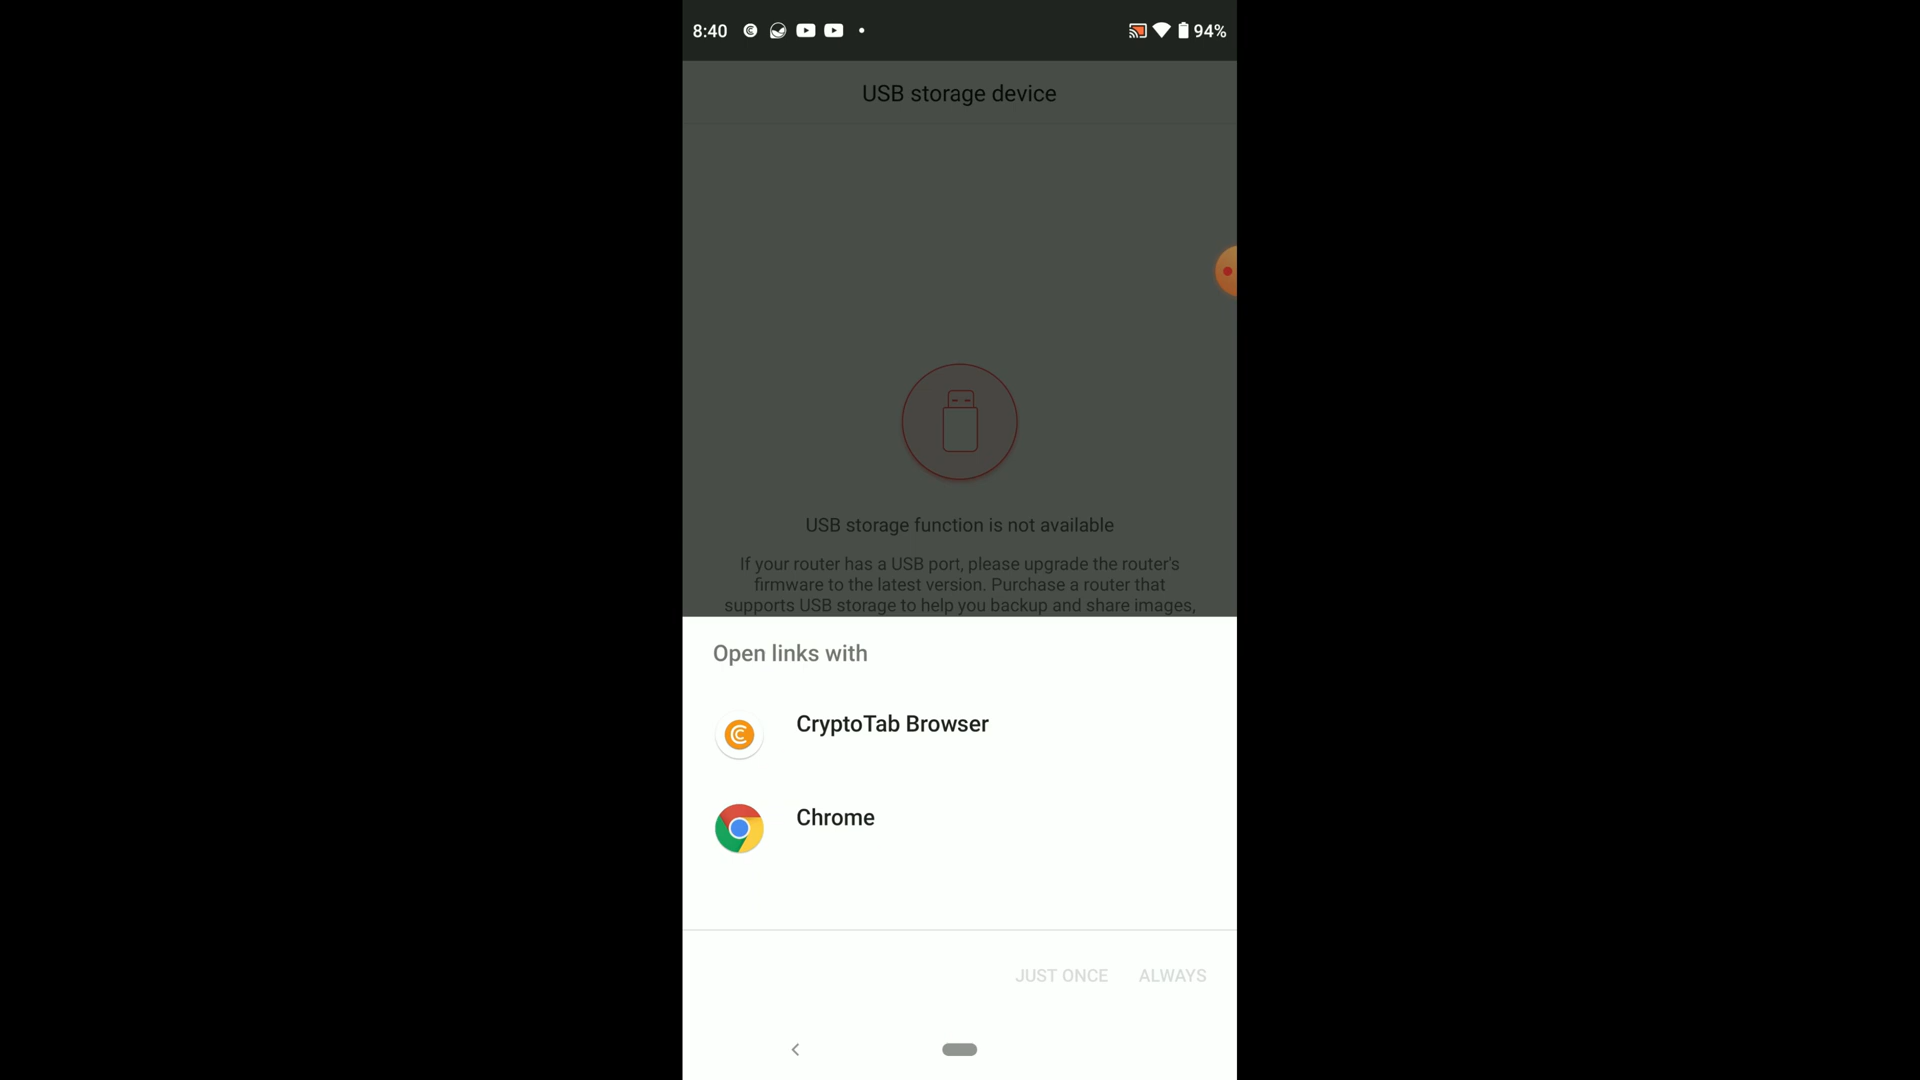 8:40
94%
USB storage device
USB storage function is not available
If your router has a USB port, please upgrade the router's
firmware to the latest version. Purchase a router that
supports USB storage to help you backup and share images,
Open links with
CryptoTab Browser
Chrome
JUST ONCE ALWAYS